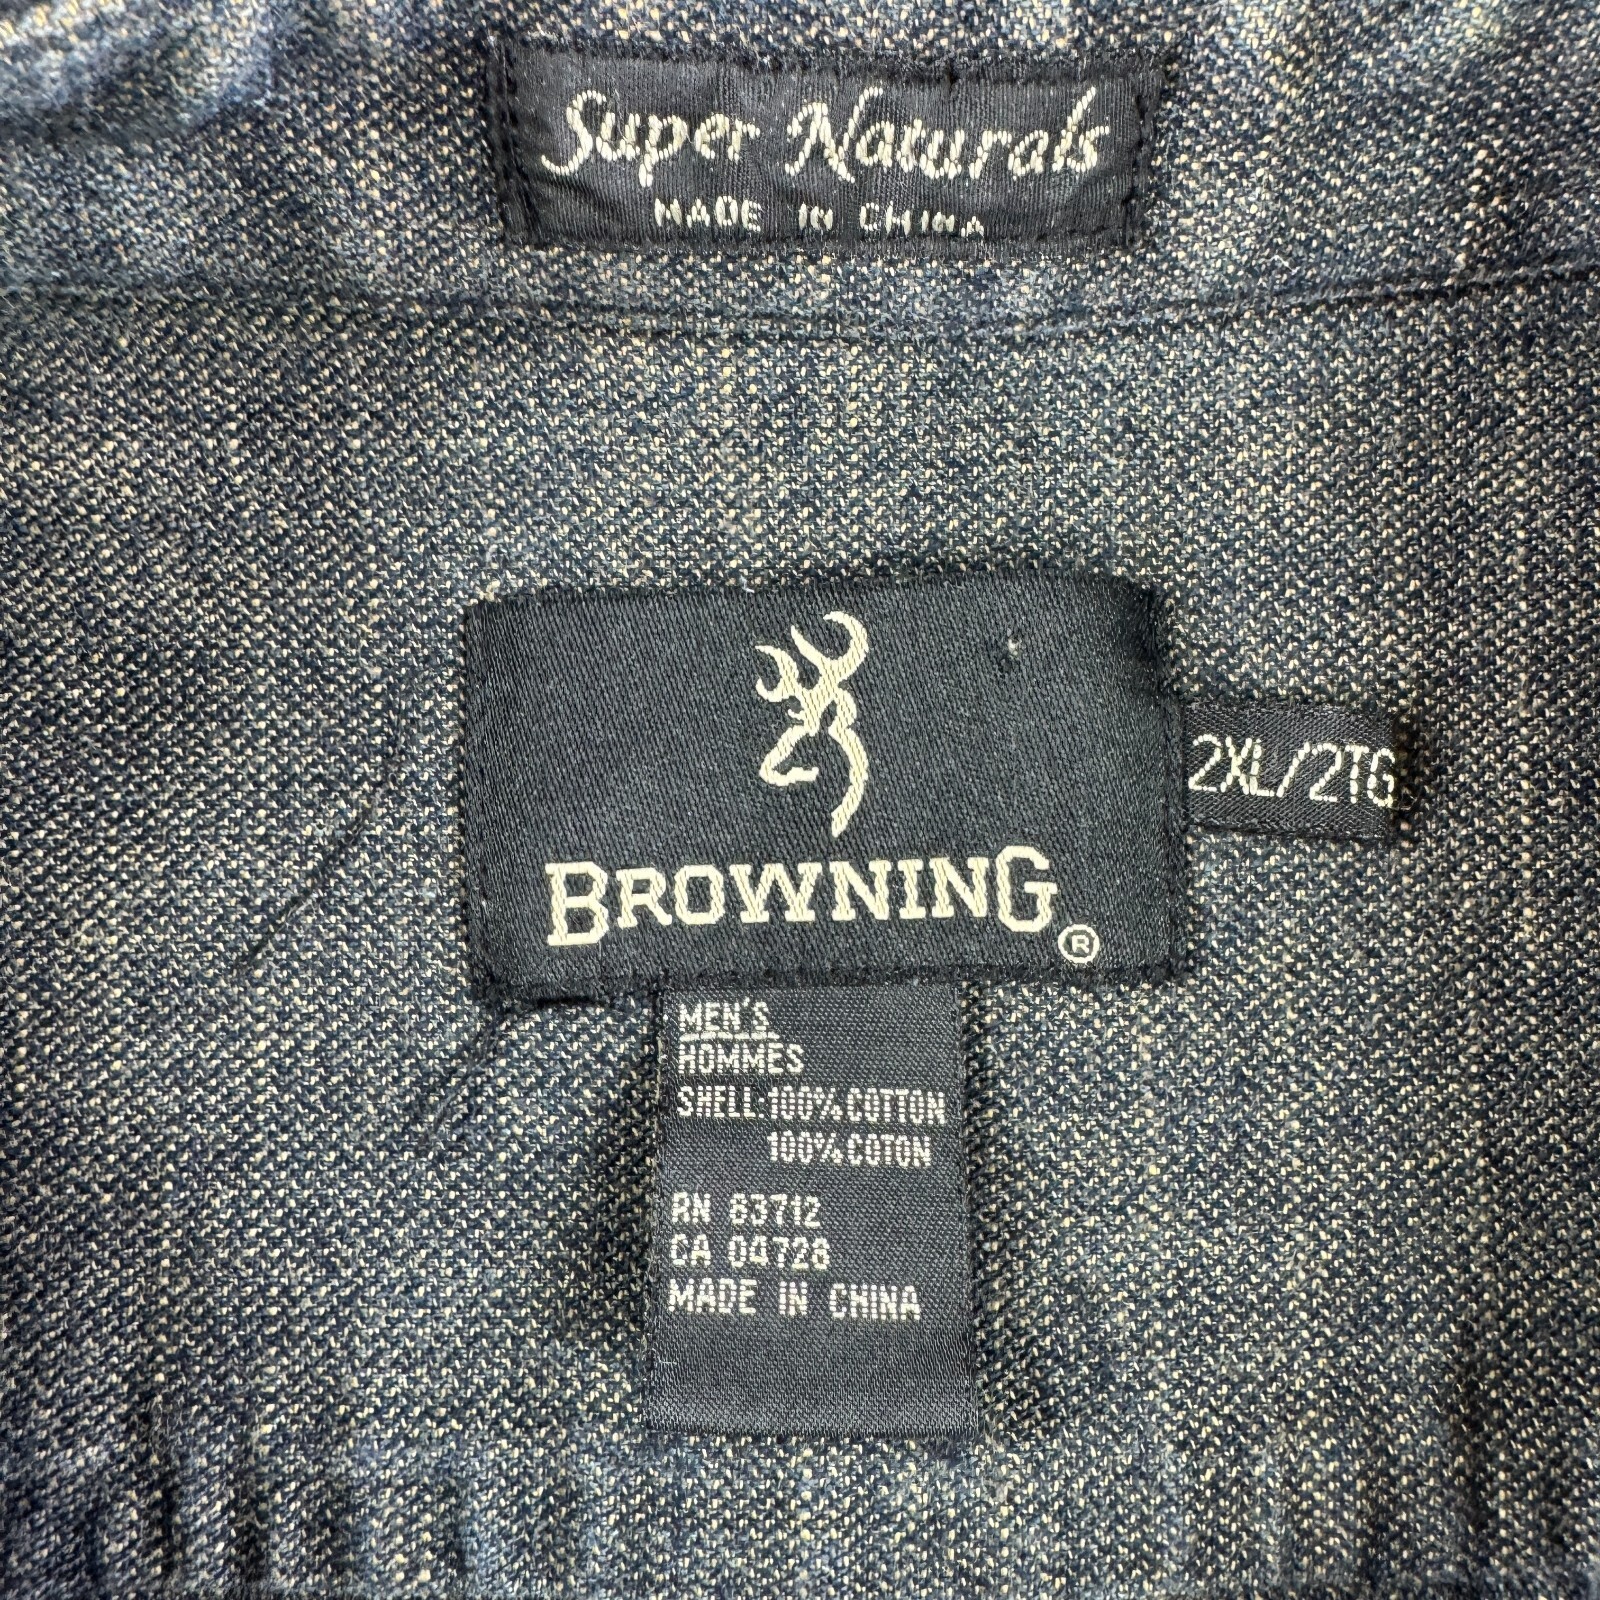 Super Naturals
MADE IN CHINA
BROWNING®
2XL/2TG
MEN'S
HOMMES
SHELL 100% COTTON
100% COTON
RN 63712
CA 04728
MADE IN CHINA